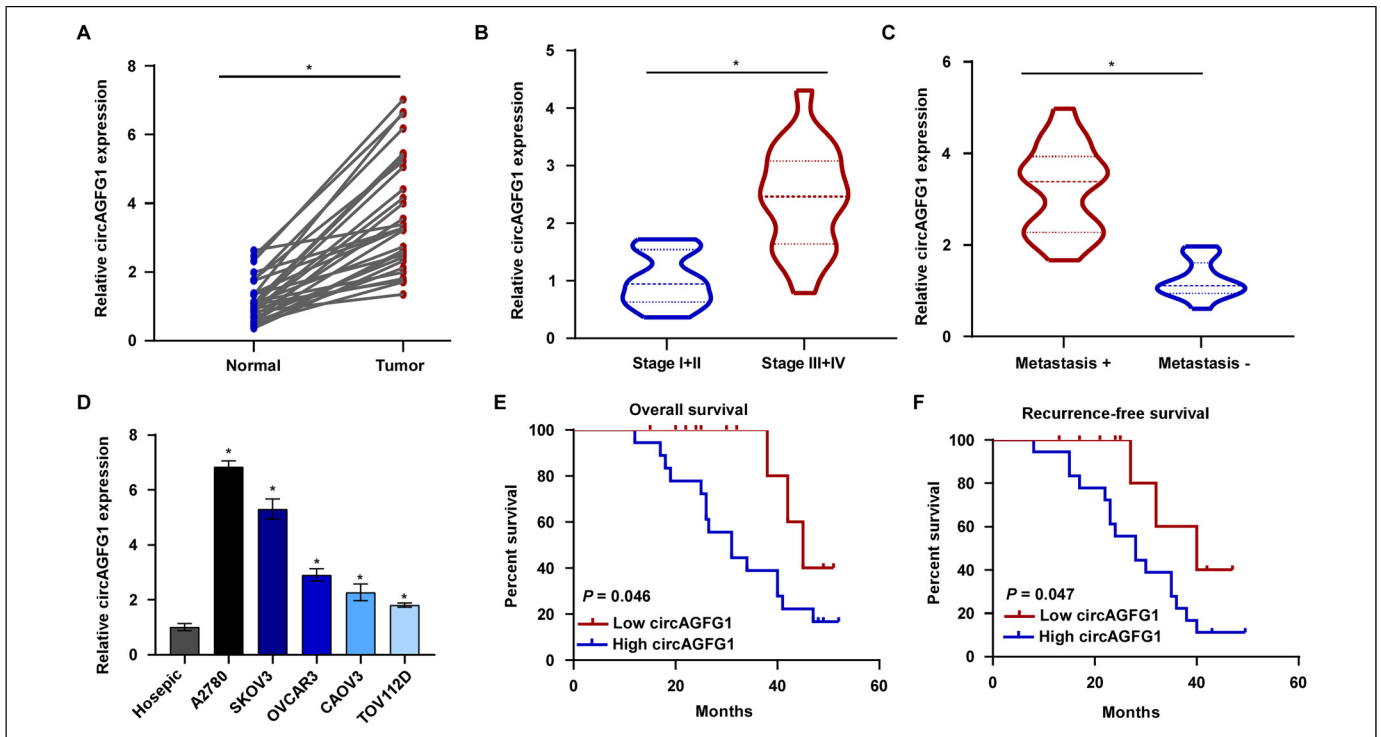 A
Relative circAGFG1 expression
8
6
4
2
0
*
Normal
Tumor
B
Relative circAGFG1 expression
5
4
3
2
1
0
*
Stage I+II
Stage III+IV
C
Relative circAGFG1 expression
6
4
2
0
*
Metastasis +
Metastasis -
D
Relative circAGFG1 expression
8
6
4
2
0
*
*
*
*
*
Hosepic
A2780
SKOV3
OVCAR3
CAOV3
TOV112D
E
Overall survival
Percent survival
100
80
60
40
20
0
P = 0.046
Low circAGFG1
High circAGFG1
0
20
40
60
Months
F
Recurrence-free survival
Percent survival
100
80
60
40
20
0
P = 0.047
Low circAGFG1
High circAGFG1
0
20
40
60
Months